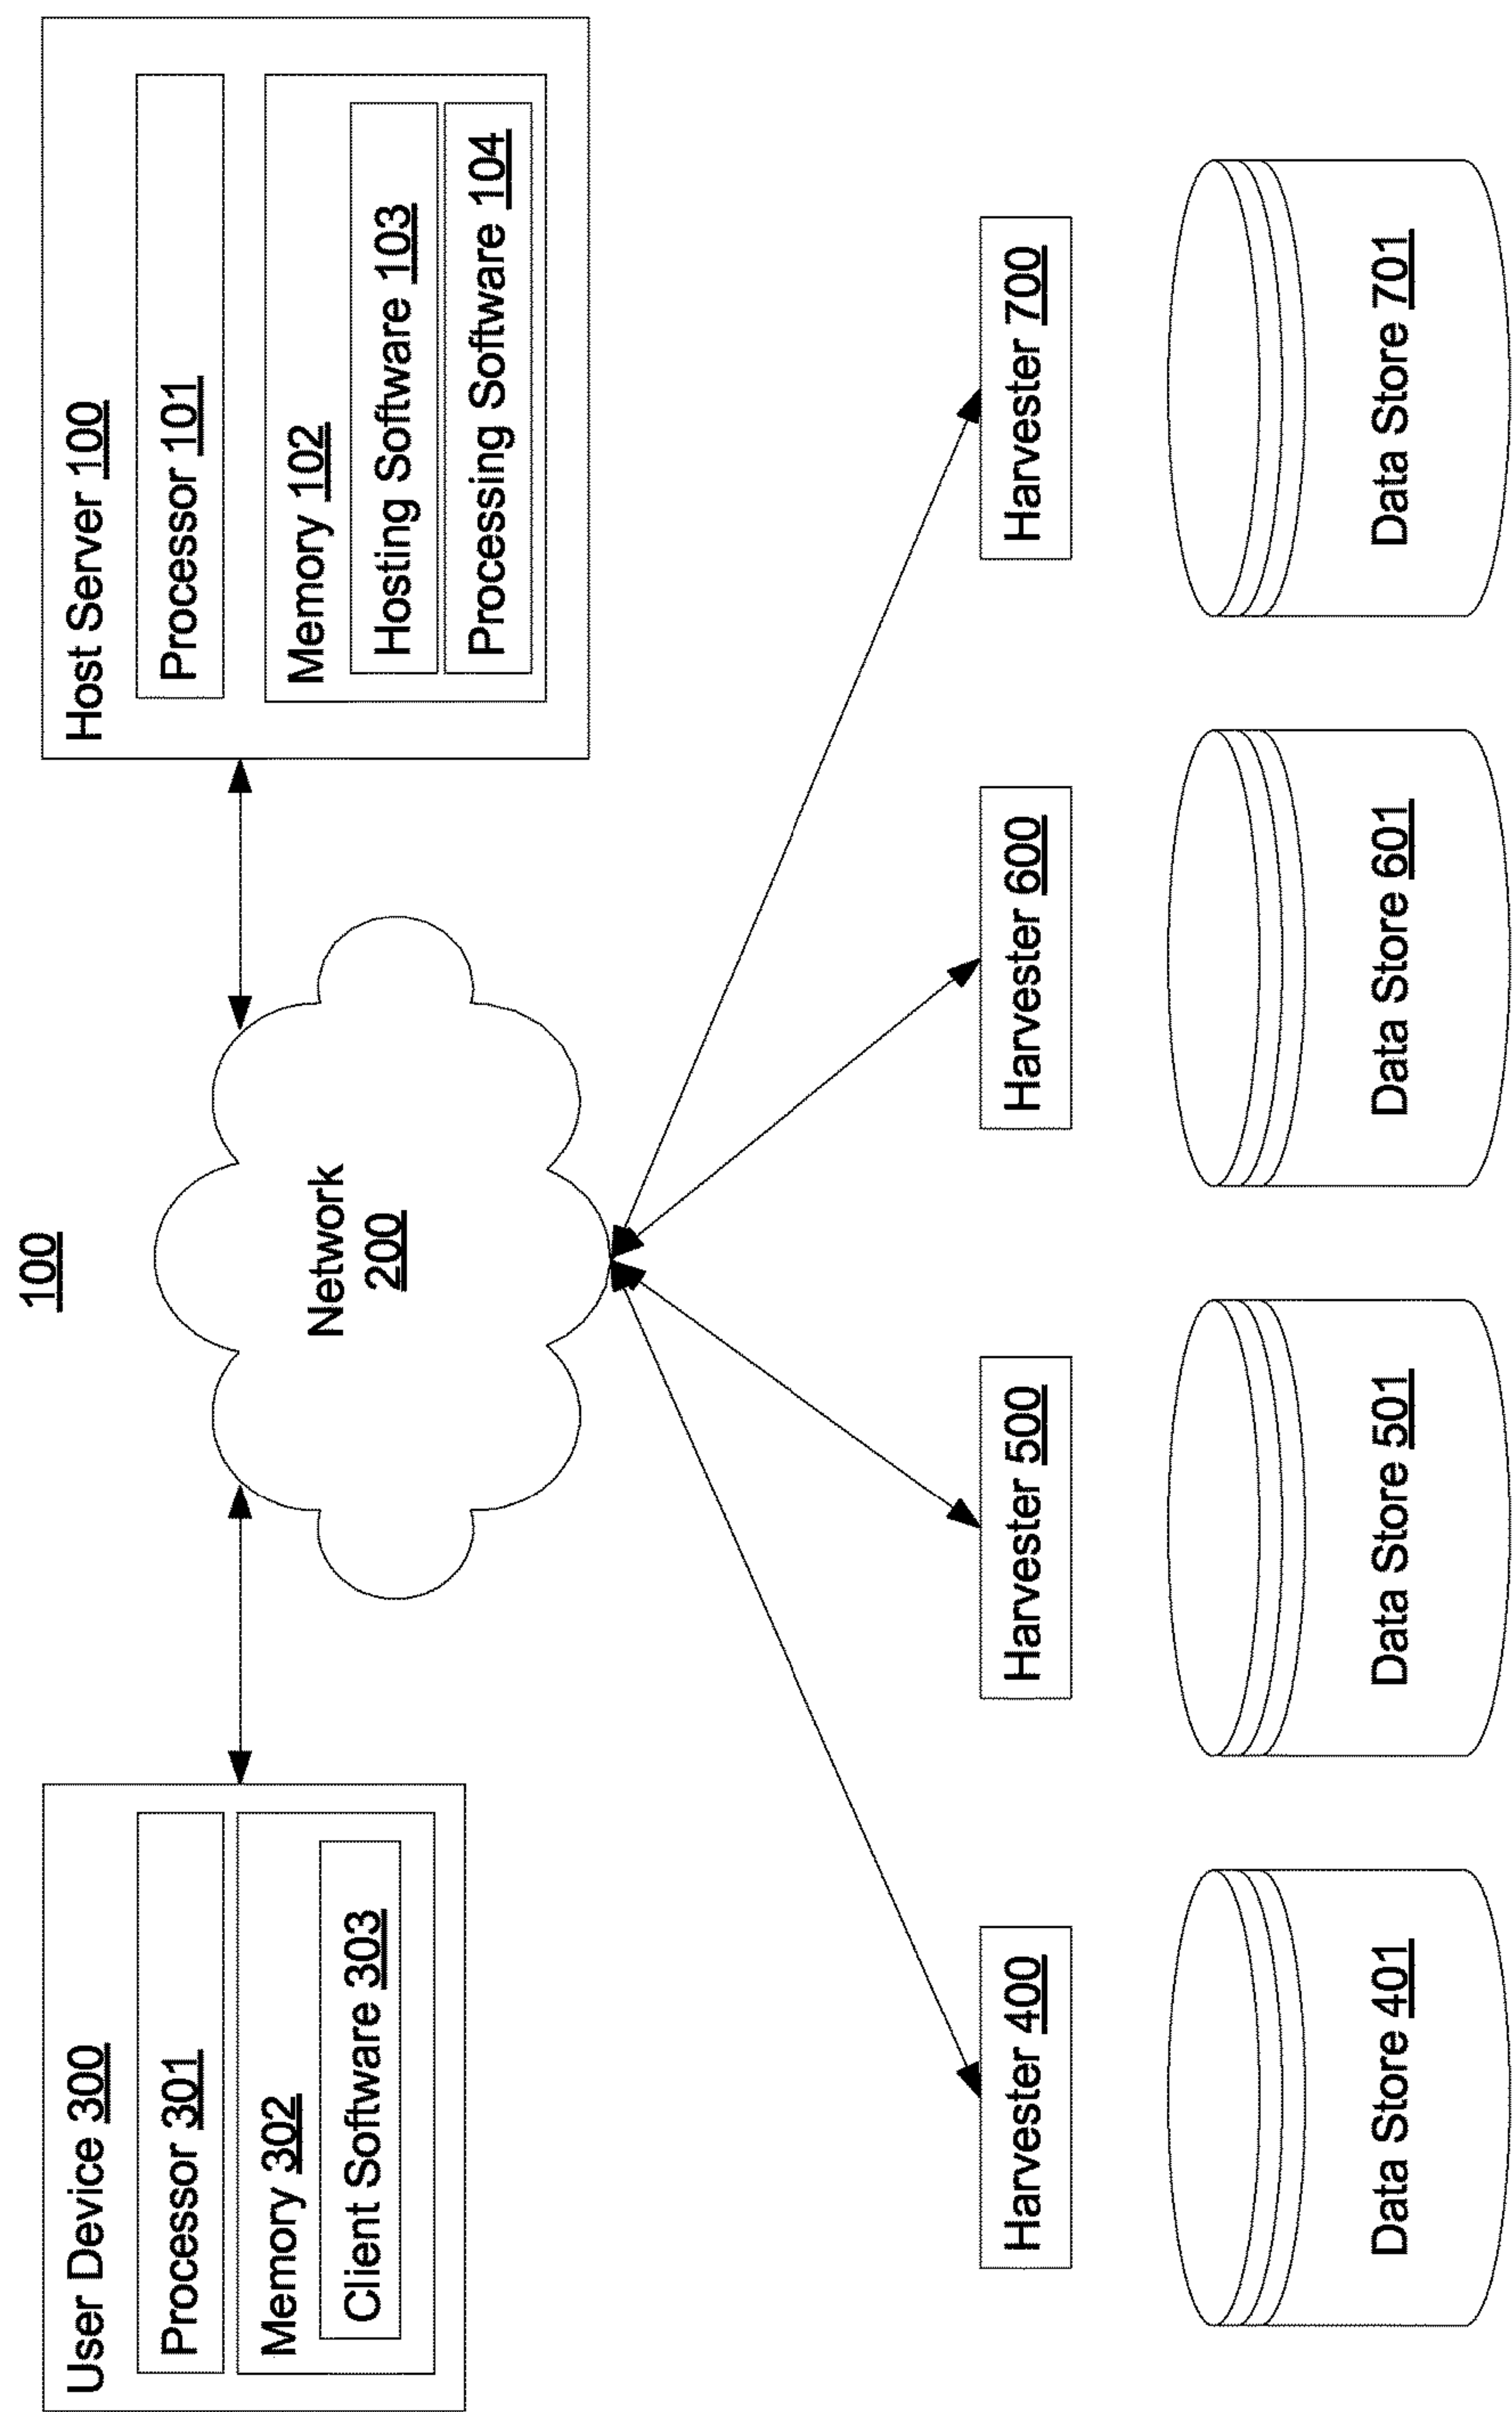 100
User Device 300
Processor 301
Memory 302
Client Software 303
Network
200
Host Server 100
Processor 101
Memory 102
Hosting Software 103
Processing Software 104
Harvester 400
Harvester 500
Harvester 600
Harvester 700
Data Store 401
Data Store 501
Data Store 601
Data Store 701